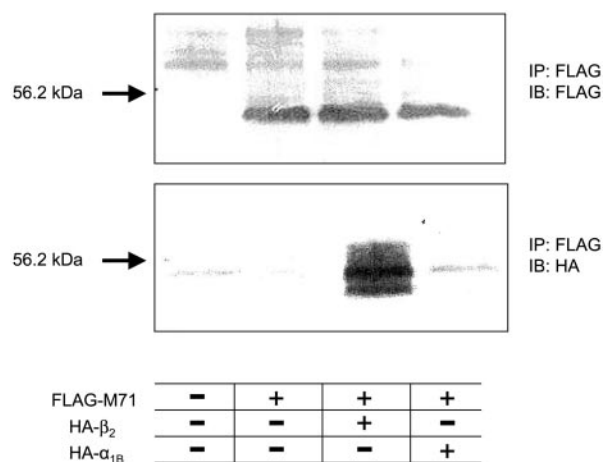 IP: FLAG
56.2 kDa
IB: FLAG
56.2 kDa
IP: FLAG
IB: HA
FLAG-M71 - + + +
HA-β2 - - + -
HA-α1B - - - +